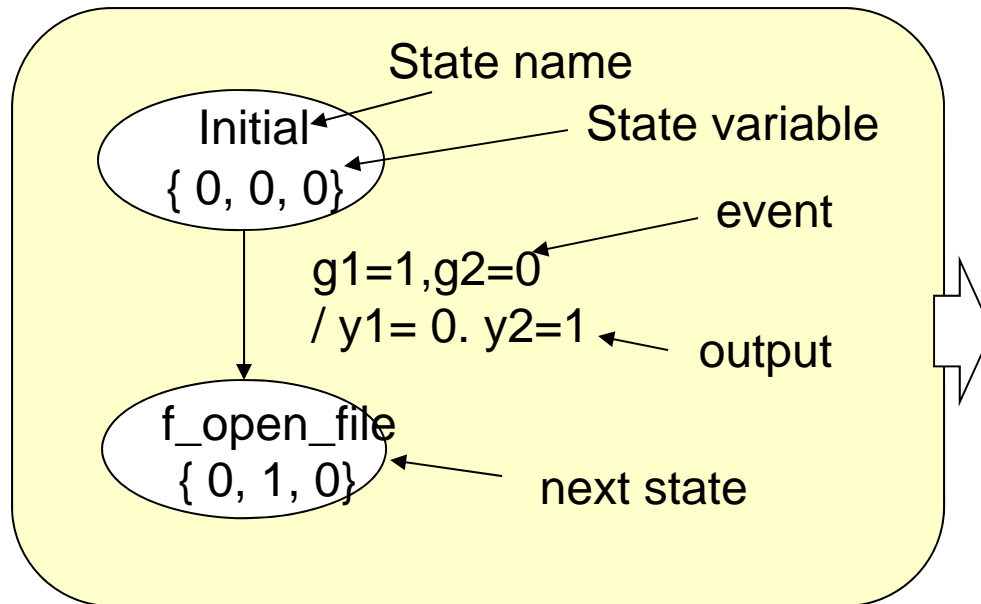 State name
Initial
State variable
{ 0, 0, 0}
event
g1=1,g2=0
/ y1= 0. y2=1
output
f_open_file
{ 0, 1, 0}
next state